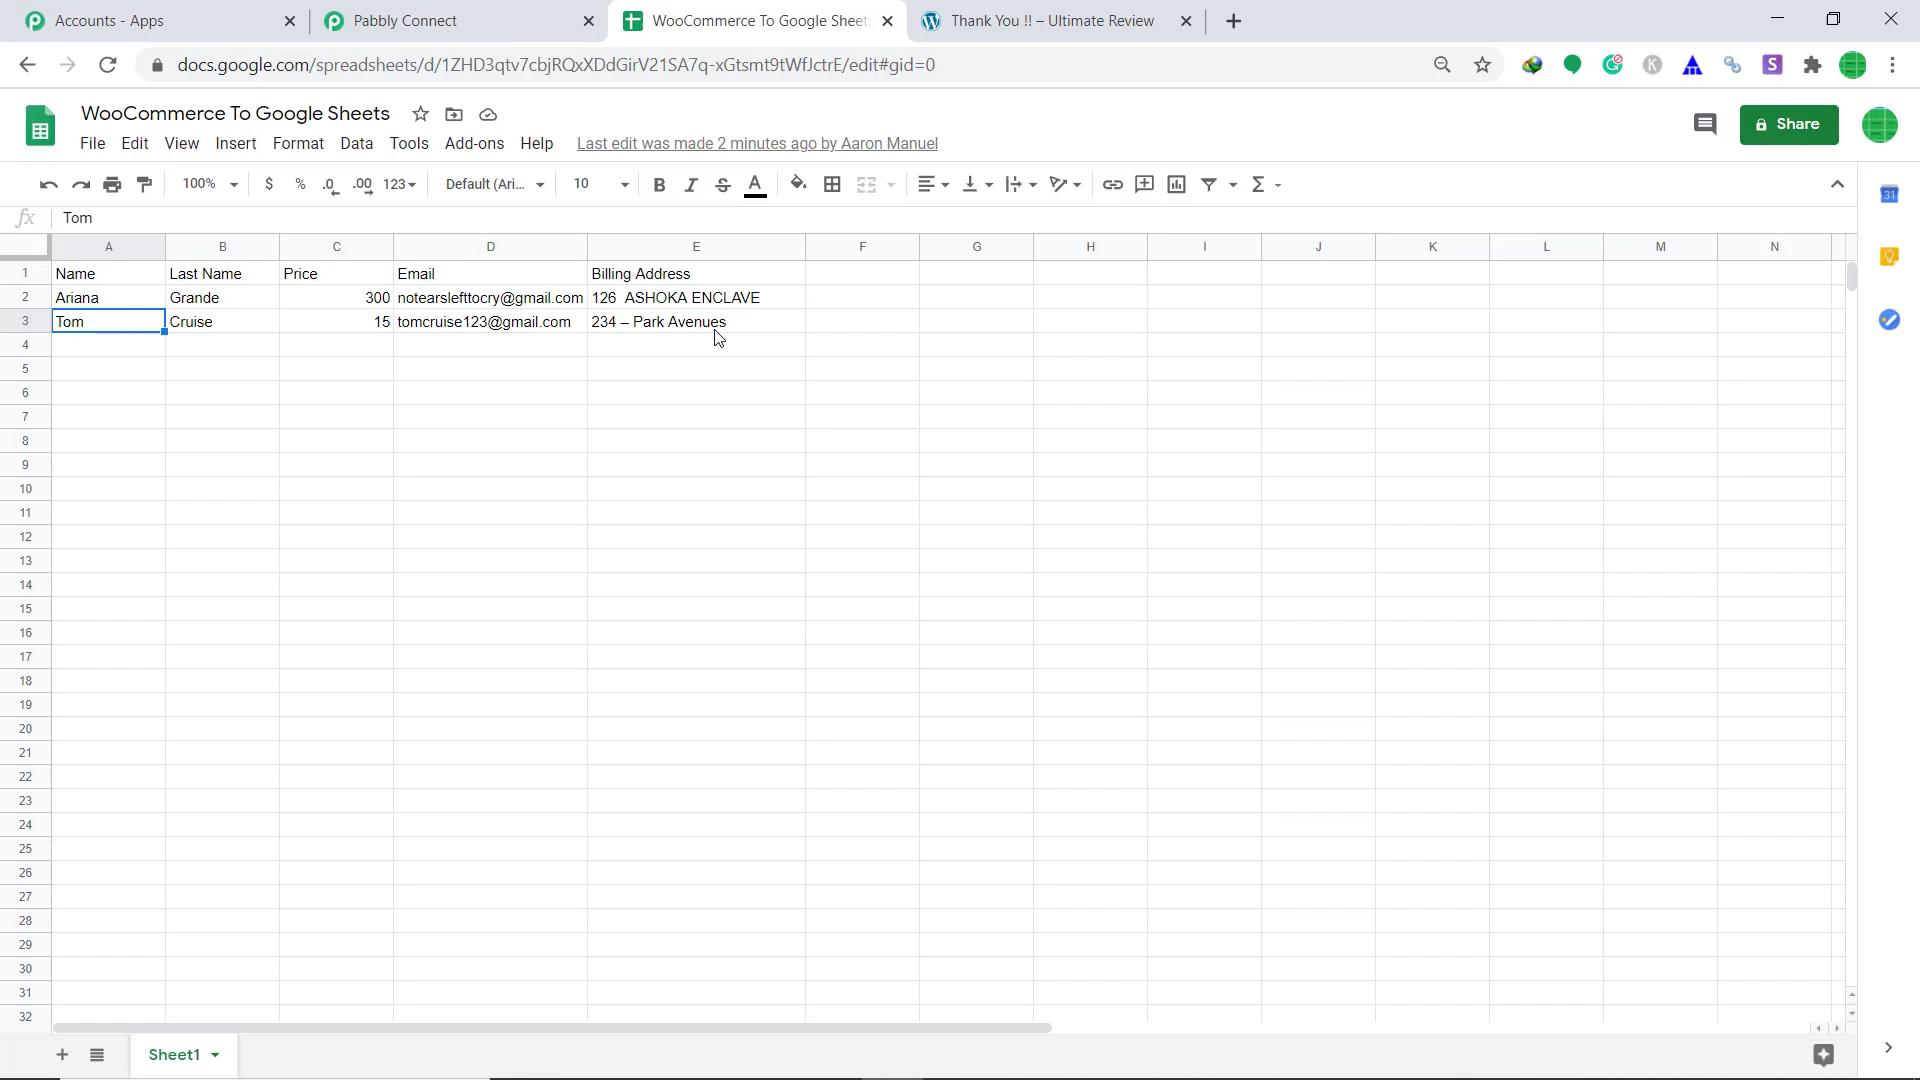 Accounts - Apps
Pabbly Connect
WooCommerce To Google Sheets
Thank You !! – Ultimate Review
docs.google.com/spreadsheets/d/1ZHD3qtv7cbjRQxXDdGirV21SA7q-xGtsmt9tWfJctrE/edit#gid=0
K
S
WooCommerce To Google Sheets
File Edit View Insert Format Data Tools Add-ons Help Last edit was made 2 minutes ago by Aaron Manuel
Share
100% $ % .0 .00 123 Default (Ari... 10 B I S A Σ
31
fx Tom
A B C D E F G H I J K L M N
1 Name Last Name Price Email Billing Address
2 Ariana Grande 300 notearslefttocry@gmail.com 126 ASHOKA ENCLAVE
3 Tom Cruise 15 tomcruise123@gmail.com 234 – Park Avenues
4
5
6
7
8
9
10
11
12
13
14
15
16
17
18
19
20
21
22
23
24
25
26
27
28
29
30
31
32
Sheet1